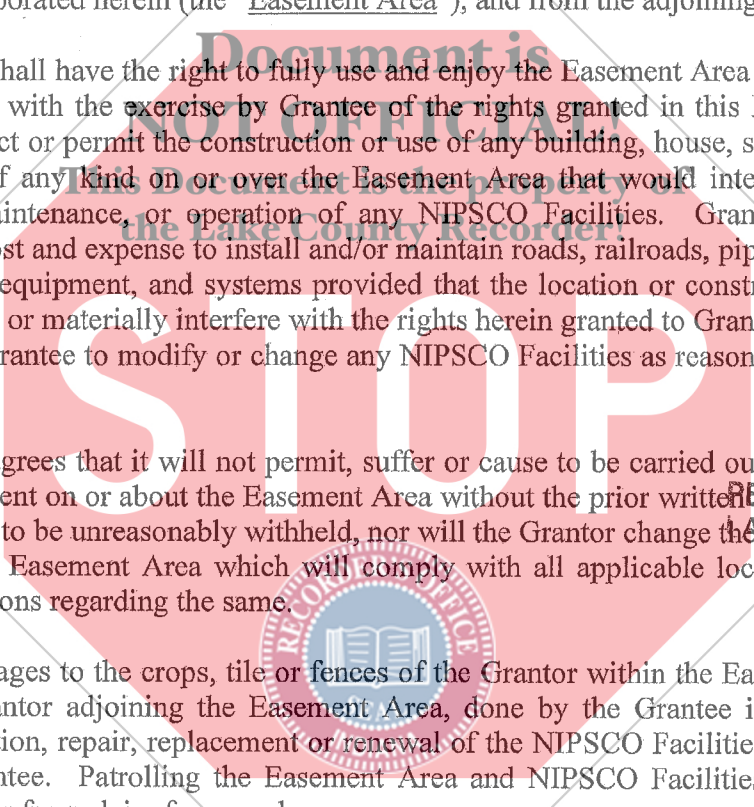 orated herein (the "Easement Area"), and from the adjoining
Document is
hall have the right to fully use and enjoy the Easement Area
with the exercise by Grantee of the rights granted in this
NOT OFFICIAL!
ct or permit the construction or use of any building, house, s
This Document is the property of
f any kind on or over the Easement Area that would inte
aintenance, or operation of any NIPSCO Facilities. Gran
the Lake County Recorder!
st and expense to install and/or maintain roads, railroads, pip
equipment, and systems provided that the location or constr
or materially interfere with the rights herein granted to Gran
rantee to modify or change any NIPSCO Facilities as reason
STOP
grees that it will not permit, suffer or cause to be carried ou
ent on or about the Easement Area without the prior written
to be unreasonably withheld, nor will the Grantor change the
Easement Area which will comply with all applicable loc
ons regarding the same.
RECORDER OFFICE
ages to the crops, tile or fences of the Grantor within the Ea
ntor adjoining the Easement Area, done by the Grantee i
tion, repair, replacement or renewal of the NIPSCO Facilitie
ntee. Patrolling the Easement Area and NIPSCO Facilities